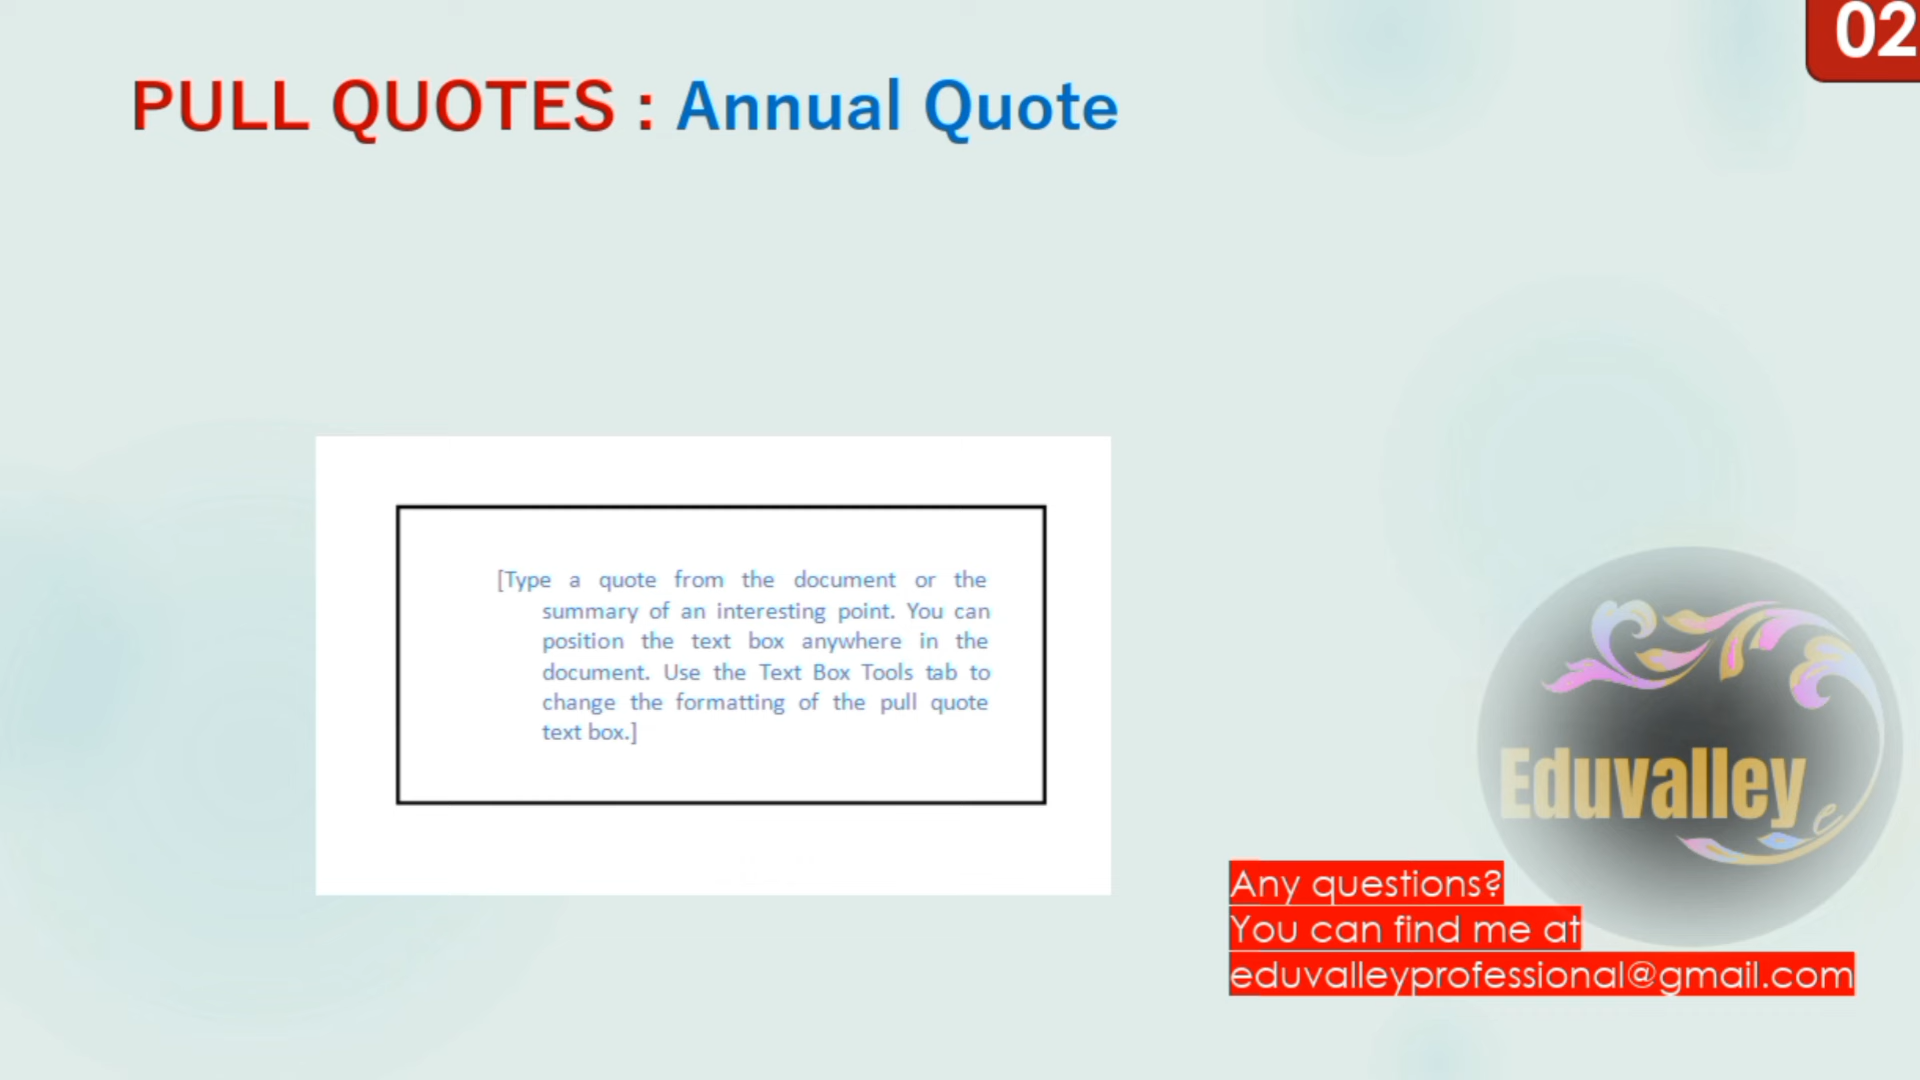 02
PULL QUOTES : Annual Quote
[Type a quote from the document or the
summary of an interesting point. You can
position the text box anywhere in the
document. Use the Text Box Tools tab to
change the formatting of the pull quote
text box.]
Eduvalley
e
Any questions?
You can find me at
eduvalleyprofessional@gmail.com